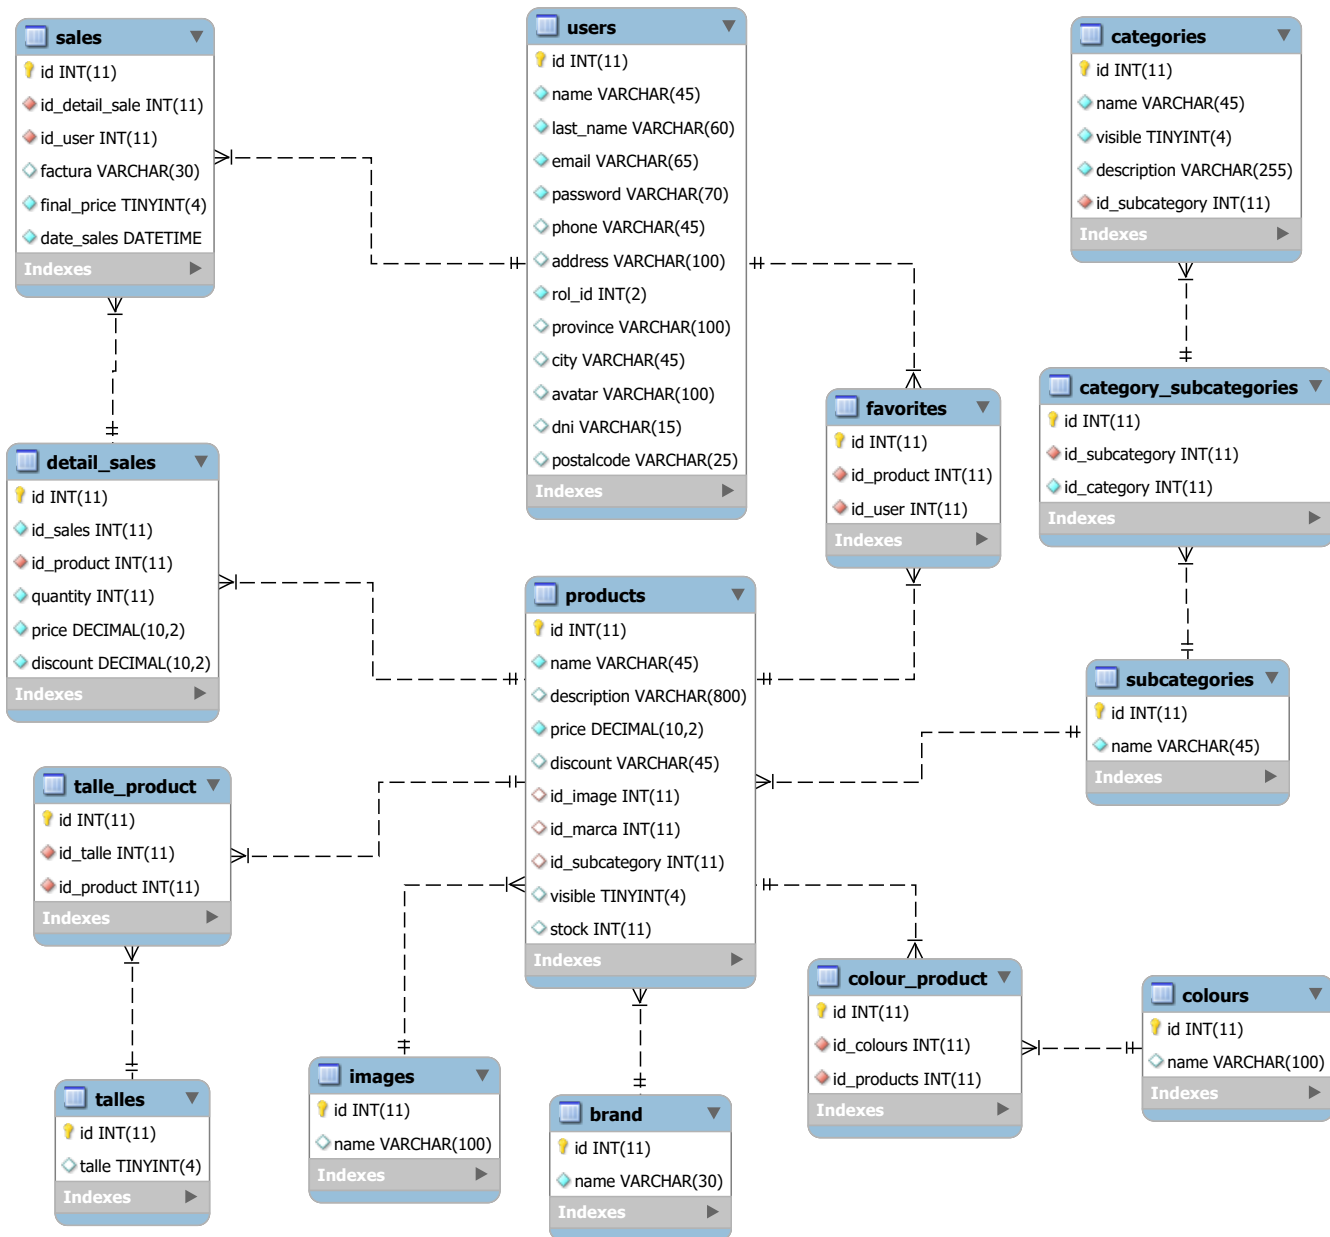 sales
id INT(11)
id_detail_sale INT(11)
id_user INT(11)
factura VARCHAR(30)
final_price TINYINT(4)
date_sales DATETIME
Indexes
users
id INT(11)
name VARCHAR(45)
last_name VARCHAR(60)
email VARCHAR(65)
password VARCHAR(70)
phone VARCHAR(45)
address VARCHAR(100)
rol_id INT(2)
province VARCHAR(100)
city VARCHAR(45)
avatar VARCHAR(100)
dni VARCHAR(15)
postalcode VARCHAR(25)
Indexes
categories
id INT(11)
name VARCHAR(45)
visible TINYINT(4)
description VARCHAR(255)
id_subcategory INT(11)
Indexes
favorites
id INT(11)
id_product INT(11)
id_user INT(11)
Indexes
category_subcategories
id INT(11)
id_subcategory INT(11)
id_category INT(11)
Indexes
detail_sales
id INT(11)
id_sales INT(11)
id_product INT(11)
quantity INT(11)
price DECIMAL(10,2)
discount DECIMAL(10,2)
Indexes
products
id INT(11)
name VARCHAR(45)
description VARCHAR(800)
price DECIMAL(10,2)
discount VARCHAR(45)
id_image INT(11)
id_marca INT(11)
id_subcategory INT(11)
visible TINYINT(4)
stock INT(11)
Indexes
subcategories
id INT(11)
name VARCHAR(45)
Indexes
talle_product
id INT(11)
id_talle INT(11)
id_product INT(11)
Indexes
colour_product
id INT(11)
id_colours INT(11)
id_products INT(11)
Indexes
colours
id INT(11)
name VARCHAR(100)
Indexes
talles
id INT(11)
talle TINYINT(4)
Indexes
images
id INT(11)
name VARCHAR(100)
Indexes
brand
id INT(11)
name VARCHAR(30)
Indexes